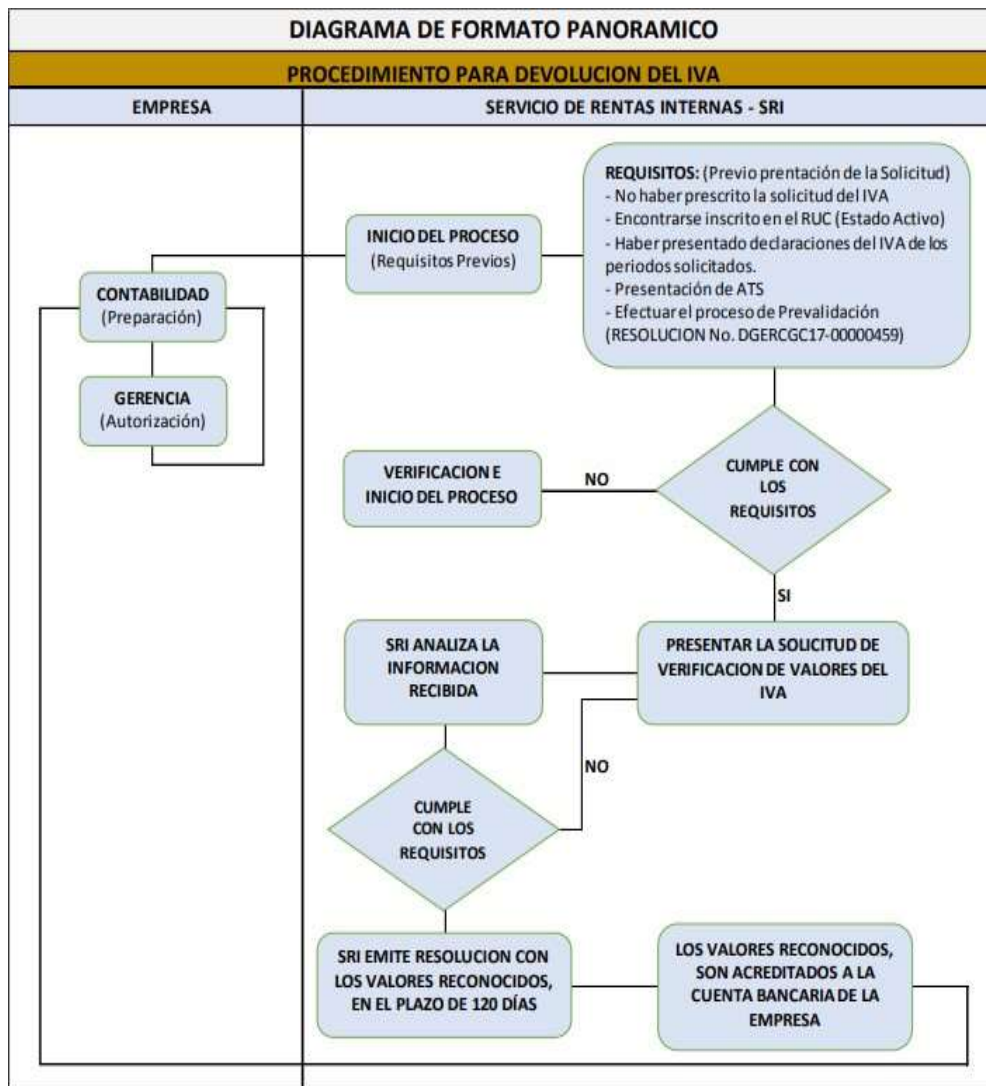 DIAGRAMA DE FORMATO PANORAMICO
PROCEDIMIENTO PARA DEVOLUCION DEL IVA
EMPRESA
SERVICIO DE RENTAS INTERNAS - SRI
REQUISITOS: (Previo prentación de la Solicitud)
- No haber prescrito la solicitud del IVA
- Encontrarse inscrito en el RUC (Estado Activo)
- Haber presentado declaraciones del IVA de los
periodos solicitados.
- Presentación de ATS
- Efectuar el proceso de Prevalidación
(RESOLUCION No. DGERCGC17-00000459)
INICIO DEL PROCESO
(Requisitos Previos)
CONTABILIDAD
(Preparación)
GERENCIA
(Autorización)
CUMPLE CON
LOS
REQUISITOS
NO
VERIFICACION E
INICIO DEL PROCESO
SI
PRESENTAR LA SOLICITUD DE
VERIFICACION DE VALORES DEL
IVA
SRI ANALIZA LA
INFORMACION
RECIBIDA
NO
CUMPLE
CON LOS
REQUISITOS
SRI EMITE RESOLUCION CON
LOS VALORES RECONOCIDOS,
EN EL PLAZO DE 120 DÍAS
LOS VALORES RECONOCIDOS,
SON ACREDITADOS A LA
CUENTA BANCARIA DE LA
EMPRESA